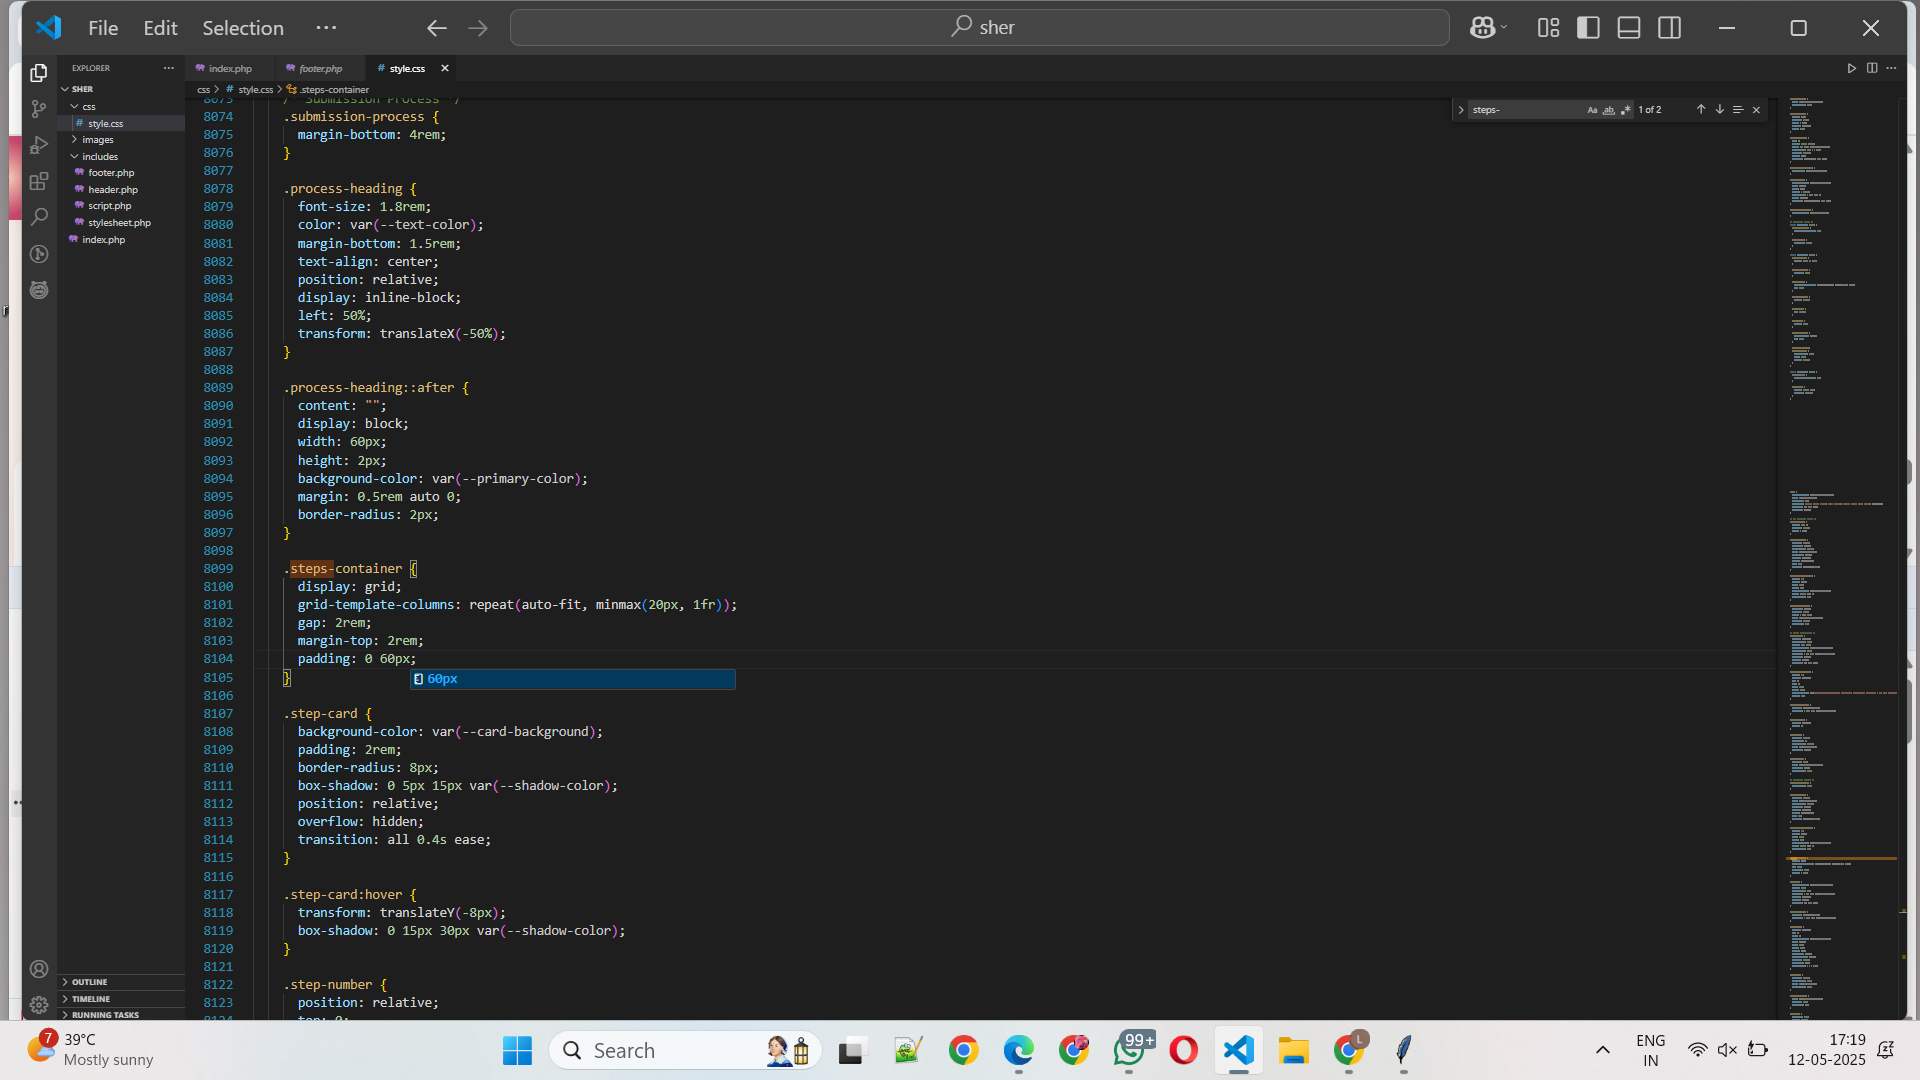 File Edit Selection ··· sher
EXPLORER ···
SHER
css
style.css
images
includes
footer.php
header.php
script.php
stylesheet.php
index.php
OUTLINE
TIMELINE
RUNNING TASKS
index.php footer.php # style.css
css > # style.css > .steps-container
steps- Aa ab .* 1 of 2
8073 /* Submission Process */
8074 .submission-process {
8075 margin-bottom: 4rem;
8076 }
8077
8078 .process-heading {
8079 font-size: 1.8rem;
8080 color: var(--text-color);
8081 margin-bottom: 1.5rem;
8082 text-align: center;
8083 position: relative;
8084 display: inline-block;
8085 left: 50%;
8086 transform: translateX(-50%);
8087 }
8088
8089 .process-heading::after {
8090 content: "";
8091 display: block;
8092 width: 60px;
8093 height: 2px;
8094 background-color: var(--primary-color);
8095 margin: 0.5rem auto 0;
8096 border-radius: 2px;
8097 }
8098
8099 .steps-container {
8100 display: grid;
8101 grid-template-columns: repeat(auto-fit, minmax(20px, 1fr));
8102 gap: 2rem;
8103 margin-top: 2rem;
8104 padding: 0 60px;
8105 }
60px
8106
8107 .step-card {
8108 background-color: var(--card-background);
8109 padding: 2rem;
8110 border-radius: 8px;
8111 box-shadow: 0 5px 15px var(--shadow-color);
8112 position: relative;
8113 overflow: hidden;
8114 transition: all 0.4s ease;
8115 }
8116
8117 .step-card:hover {
8118 transform: translateY(-8px);
8119 box-shadow: 0 15px 30px var(--shadow-color);
8120 }
8121
8122 .step-number {
8123 position: relative;
8124 top: 0;
7
39°C
Mostly sunny
Search
99+
L
ENG
IN
17:19
12-05-2025